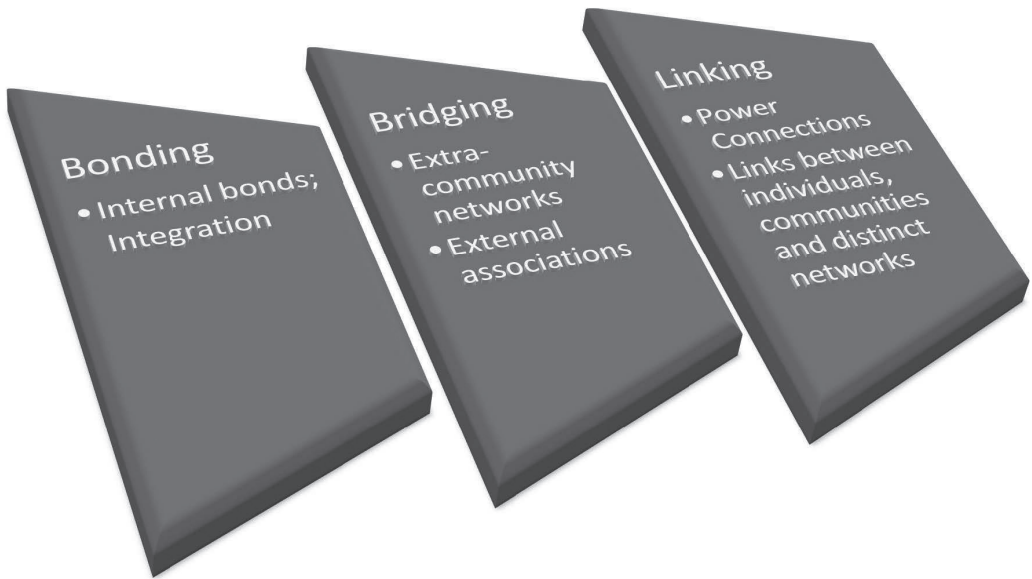 Bonding
• Internal bonds;
Integration
Bridging
• Extra-
community
networks
• External
associations
Linking
• Power
Connections
• Links between
individuals,
communities
and distinct
networks